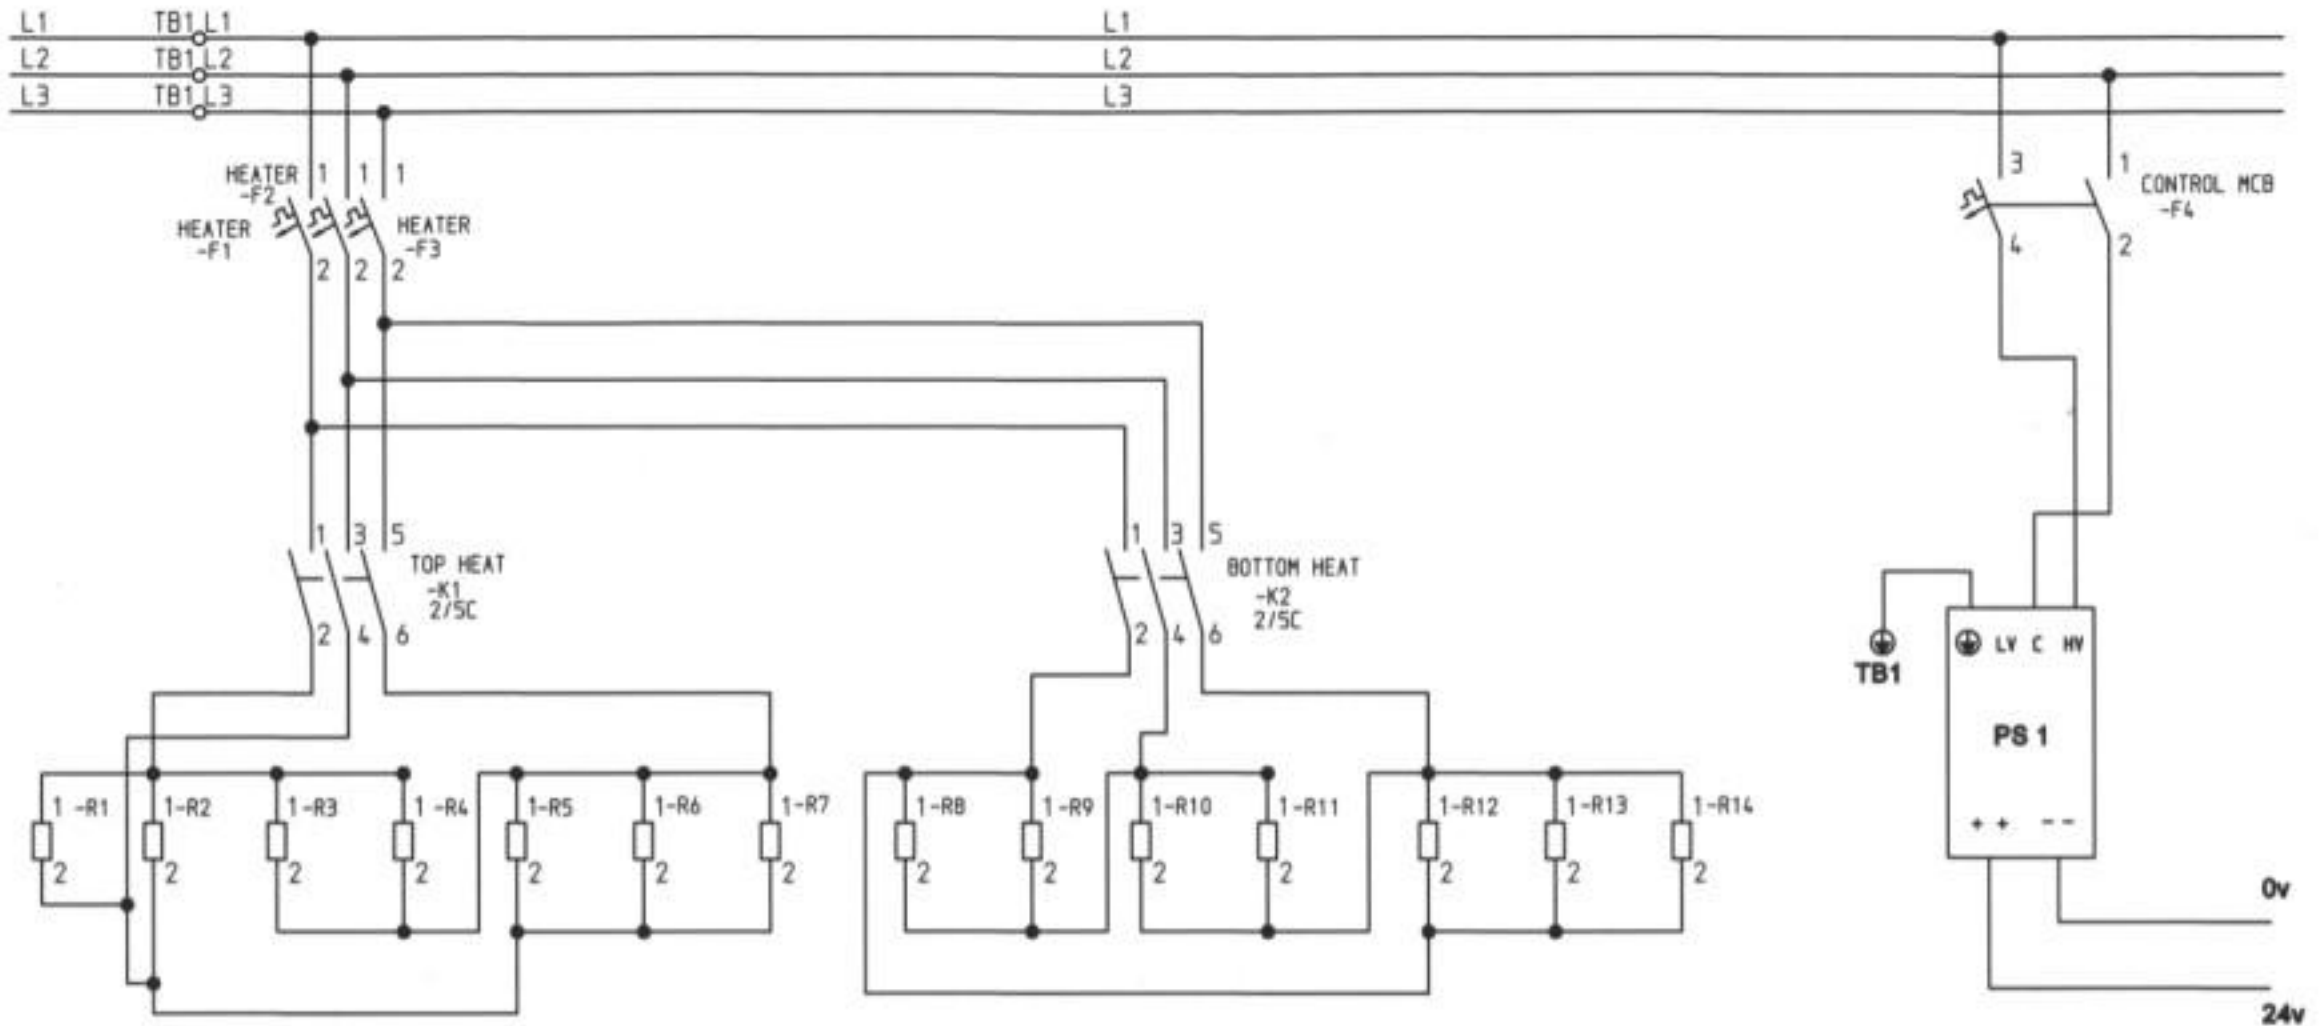 L1 TB1 L1 L1
L2 TB1 L2 L2
L3 TB1 L3 L3
HEATER 1 1 1
-F2
HEATER
-F1
HEATER
-F3
2 2 2
3 1
CONTROL MCB
-F4
4 2
1 3 5
TOP HEAT
-K1
2/5C
2 4 6
1 3 5
BOTTOM HEAT
-K2
2/5C
2 4 6
TB1
LV C HV
PS 1
+ + - -
1 -R1 1-R2 1-R3 1 -R4 1-R5 1-R6 1-R7 1-R8 1-R9 1-R10 1-R11 1-R12 1-R13 1-R14
2 2 2 2 2 2 2 2 2 2 2 2 2 2
0v
24v